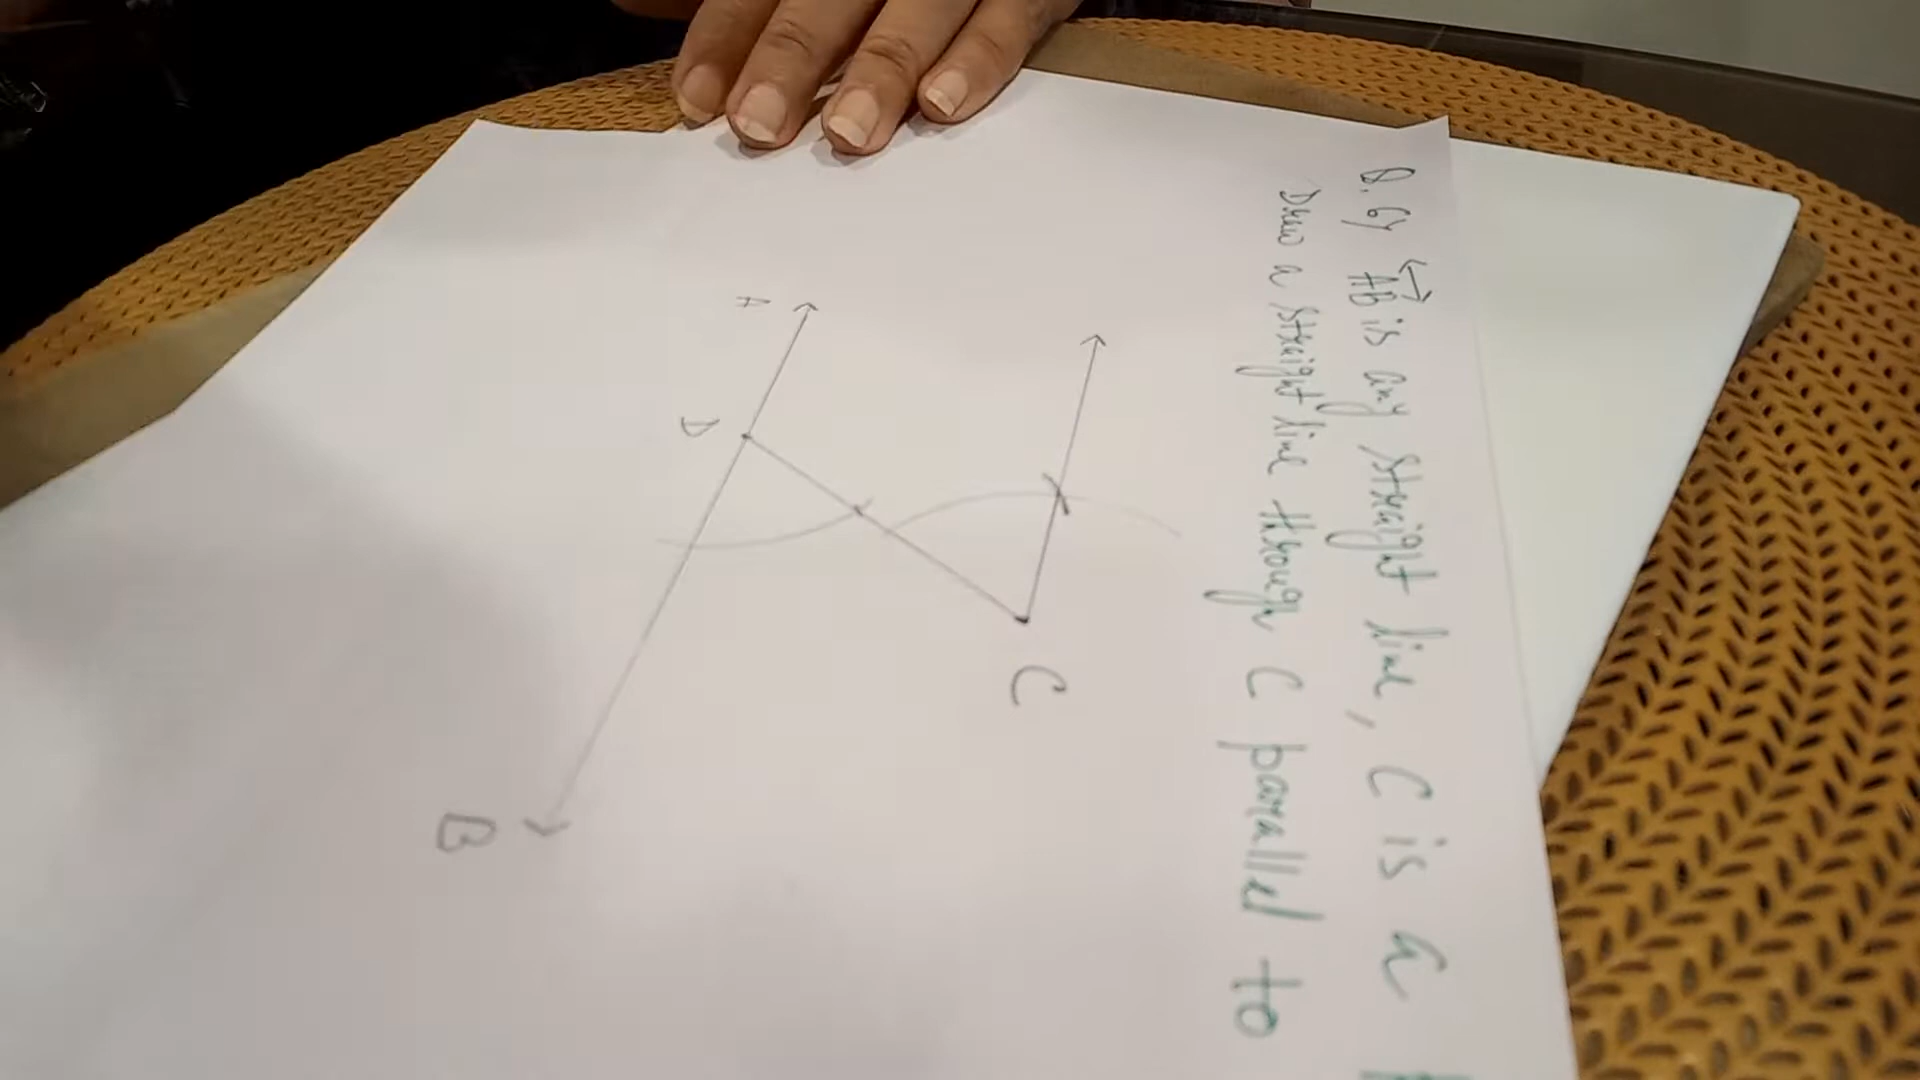 Q. 6) AB is any straight line, C is a
Draw a straight line through C parallel to
A
D
C
B